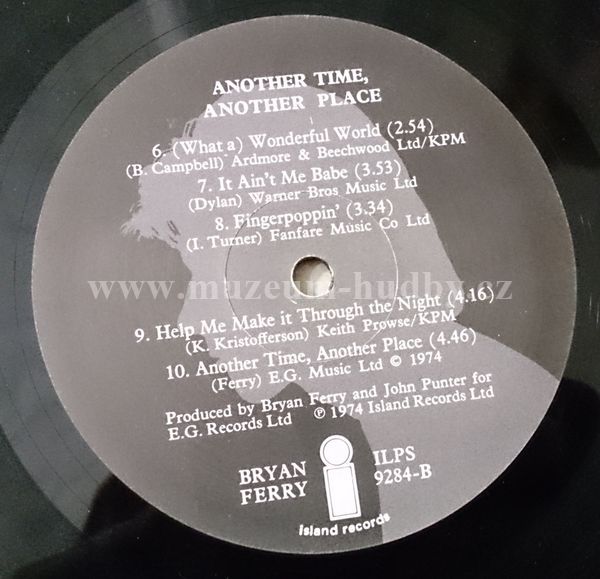 ANOTHER TIME,
ANOTHER PLACE
6. (What a) Wonderful World (2.54)
(B. Campbell) Ardmore & Beechwood Ltd/KPM
7. It Ain't Me Babe (3.53)
(Dylan) Warner Bros Music Ltd
8. Fingerpoppin' (3.34)
(I. Turner) Fanfare Music Co Ltd
www.muzeum-hudby.cz
9. Help Me Make it Through the Night (4.16)
(K. Kristofferson) Keith Prowse/KPM
10. Another Time, Another Place (4.46)
(Ferry) E.G. Music Ltd © 1974
Produced by Bryan Ferry and John Punter for
E.G. Records Ltd ℗ 1974 Island Records Ltd
BRYAN
FERRY
ILPS
9284-B
island records